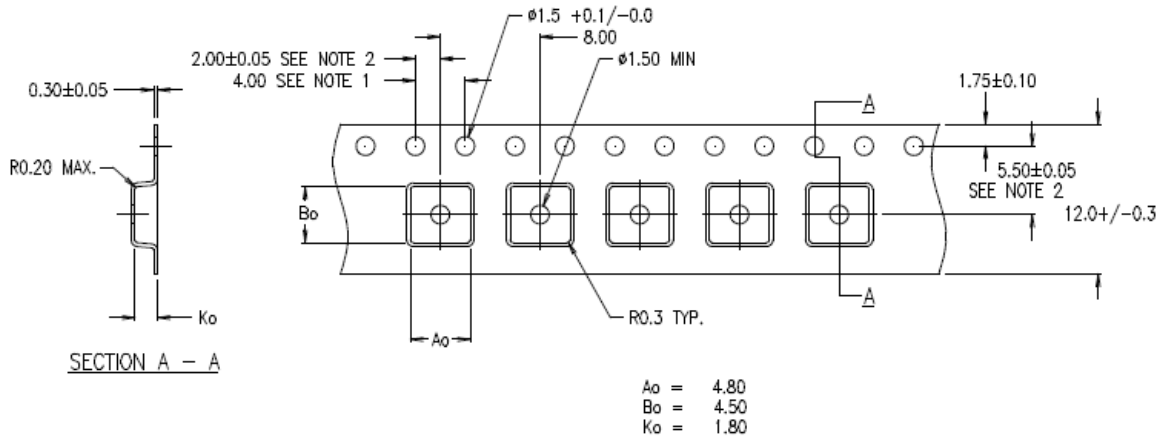 ø1.5 +0.1/-0.0
8.00
2.00±0.05 SEE NOTE 2
ø1.50 MIN
4.00 SEE NOTE 1
0.30±0.05
1.75±0.10
A
R0.20 MAX.
5.50±0.05
SEE NOTE 2
Bo
12.0+/-0.3
A
Ko
R0.3 TYP.
Ao
SECTION A - A
Ao = 4.80
Bo = 4.50
Ko = 1.80